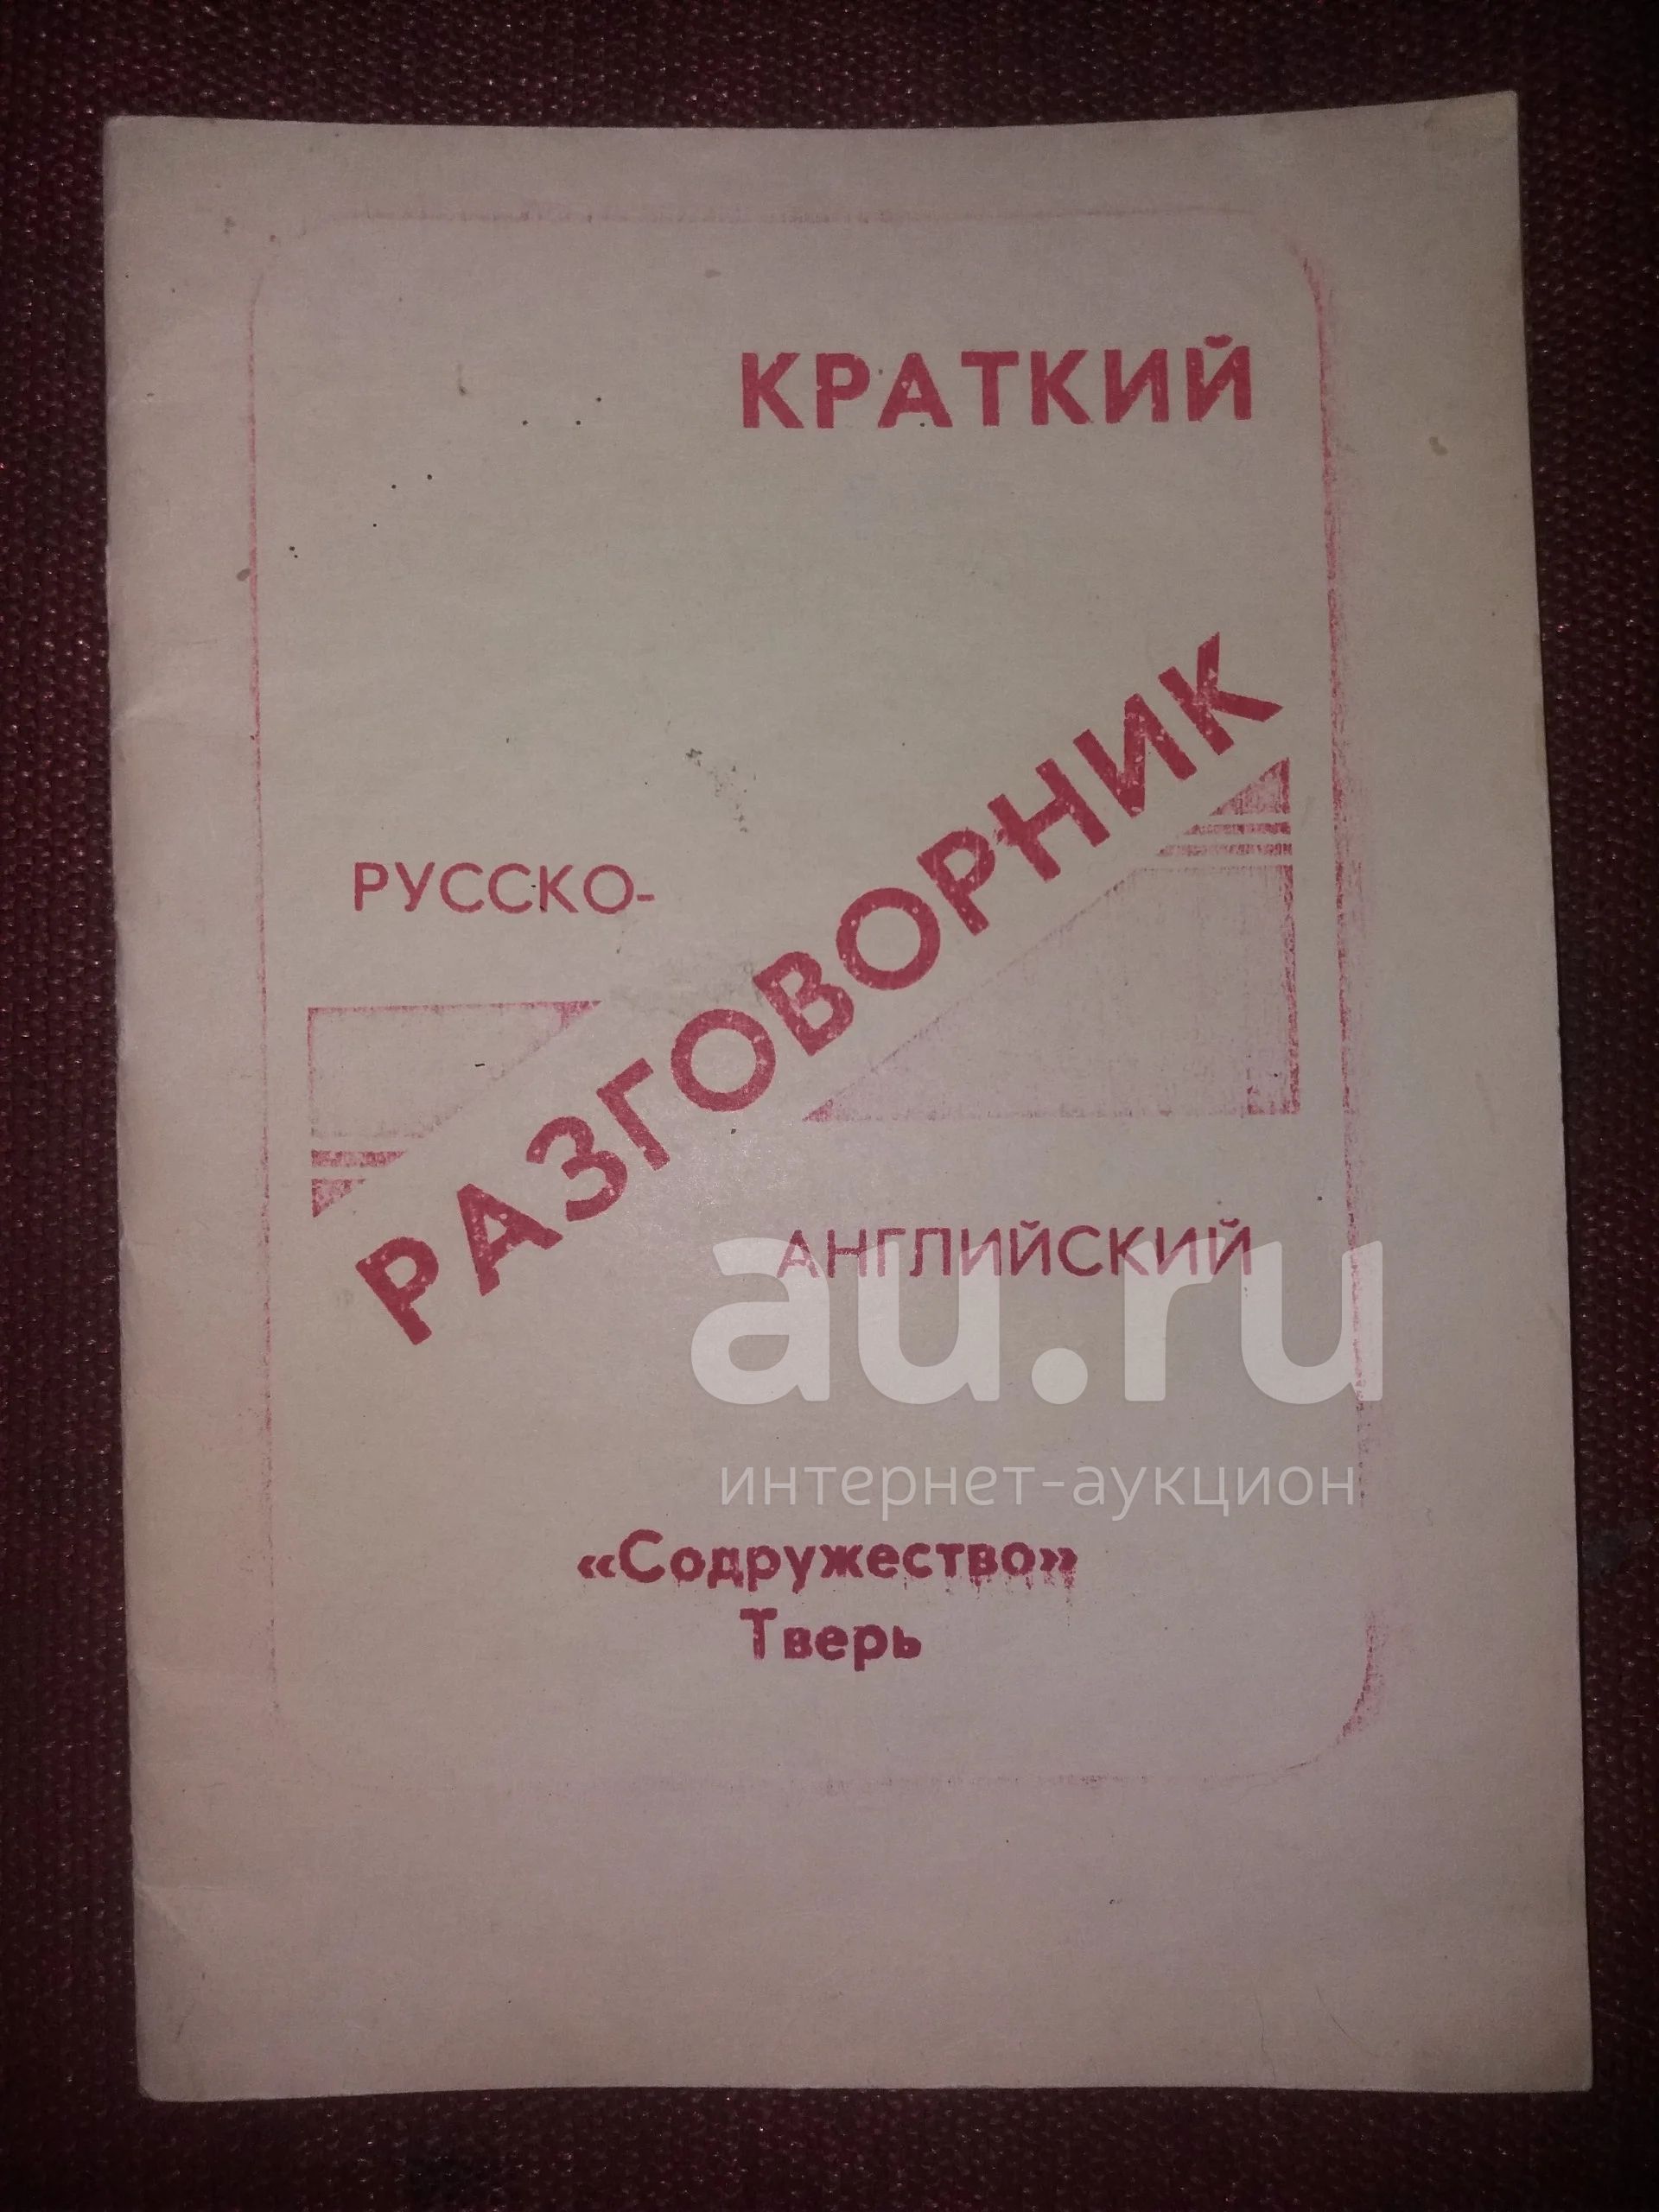 КРАТКИЙ
РУССКО-
РАЗГОВОРНИК
АНГЛИЙСКИЙ
au.ru
интернет-аукцион
«Содружество»
Тверь